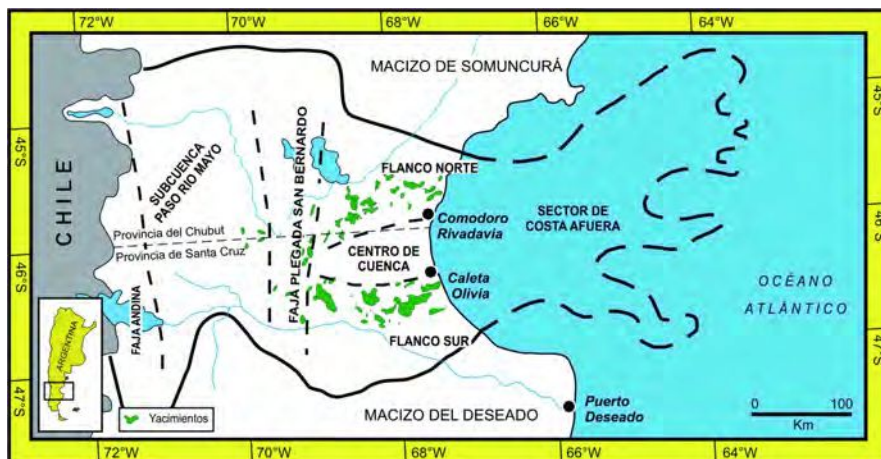 72°W
70°W
68°W
66°W
64°W
MACIZO DE SOMUNCURÁ
45°S
45°S
CHILE
SUBCUENCA
PASO RIO MAYO
FAJA PLEGADA SAN BERNARDO
FLANCO NORTE
Comodoro
Rivadavia
SECTOR DE
COSTA AFUERA
Provincia del Chubut
Provincia de Santa Cruz
CENTRO DE
CUENCA
46°S
46°S
Caleta
Olivia
OCÉANO
ATLÁNTICO
FAJA ANDINA
ARGENTINA
FLANCO SUR
47°S
47°S
Puerto
Deseado
0
100
Km
Yacimientos
MACIZO DEL DESEADO
72°W
70°W
68°W
66°W
64°W